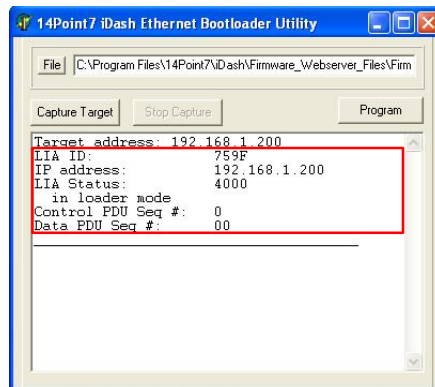 14Point7 iDash Ethernet Bootloader Utility
File C:\Program Files\14Point7\iDash\Firmware_Webserver_Files\Firm
Capture Target Stop Capture Program
Target address: 192.168.1.200
LIA ID: 759F
IP address: 192.168.1.200
LIA Status: 4000
in loader mode
Control PDU Seq #: 0
Data PDU Seq #: 00